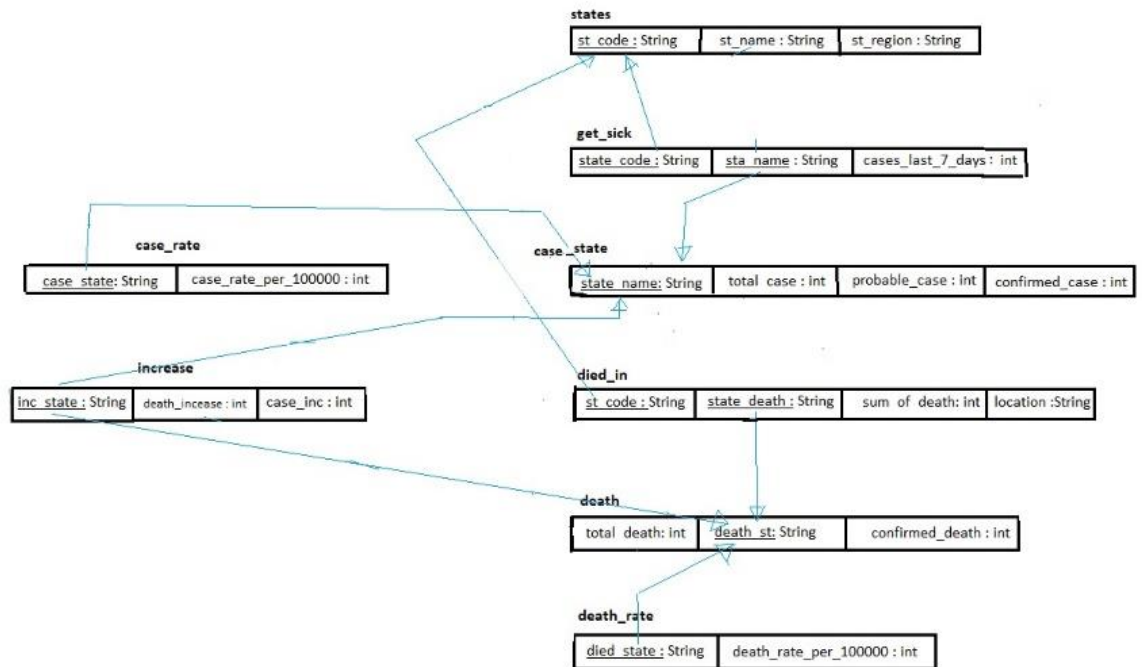 states
st_code : String st_name : String st_region : String
get_sick
state_code : String sta_name : String cases_last_7_days : int
case_rate
case_state: String case_rate_per_100000 : int
case_state
state_name: String total case : int probable_case : int confirmed_case : int
increase
inc_state : String death_incease : int case_inc : int
died_in
st_code : String state_death : String sum of death: int location :String
death
total death: int death_st: String confirmed_death : int
death_rate
died_state : String death_rate_per_100000 : int